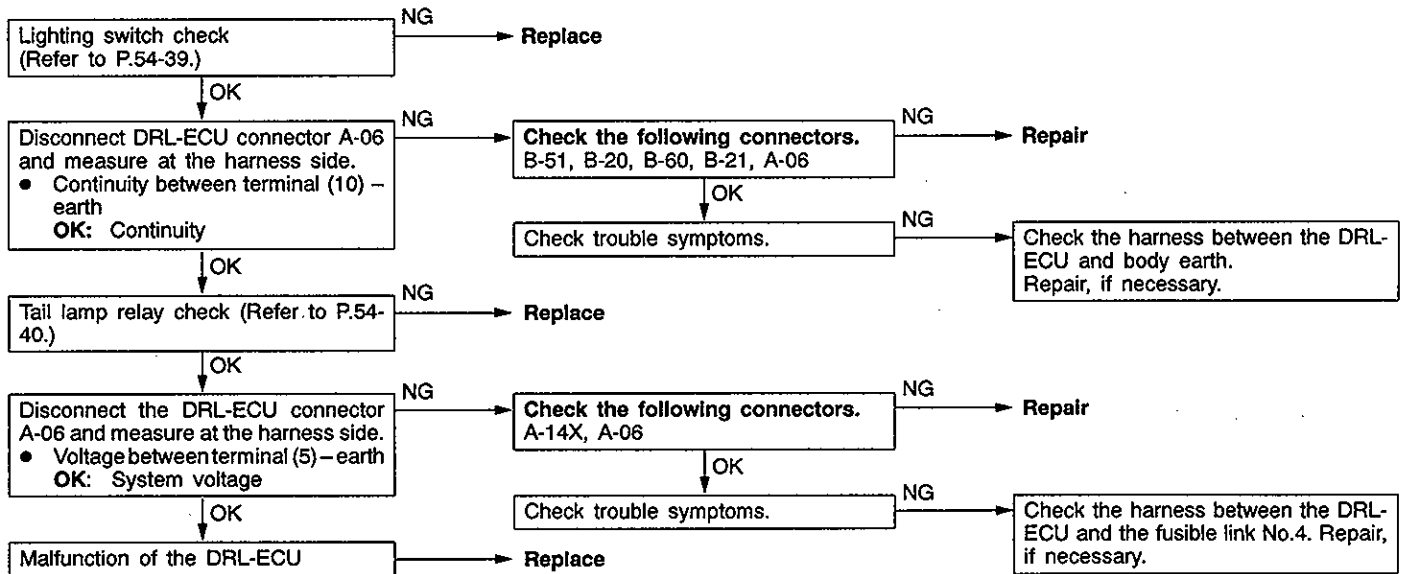 Lighting switch check
(Refer to P.54-39.)
NG
Replace
OK
Disconnect DRL-ECU connector A-06
and measure at the harness side.
● Continuity between terminal (10) –
earth
OK: Continuity
NG
Check the following connectors.
B-51, B-20, B-60, B-21, A-06
NG
Repair
OK
Check trouble symptoms.
NG
Check the harness between the DRL-
ECU and body earth.
Repair, if necessary.
OK
Tail lamp relay check (Refer to P.54-
40.)
NG
Replace
OK
Disconnect the DRL-ECU connector
A-06 and measure at the harness side.
● Voltage between terminal (5) – earth
OK: System voltage
NG
Check the following connectors.
A-14X, A-06
NG
Repair
OK
Check trouble symptoms.
NG
Check the harness between the DRL-
ECU and the fusible link No.4. Repair,
if necessary.
OK
Malfunction of the DRL-ECU
Replace